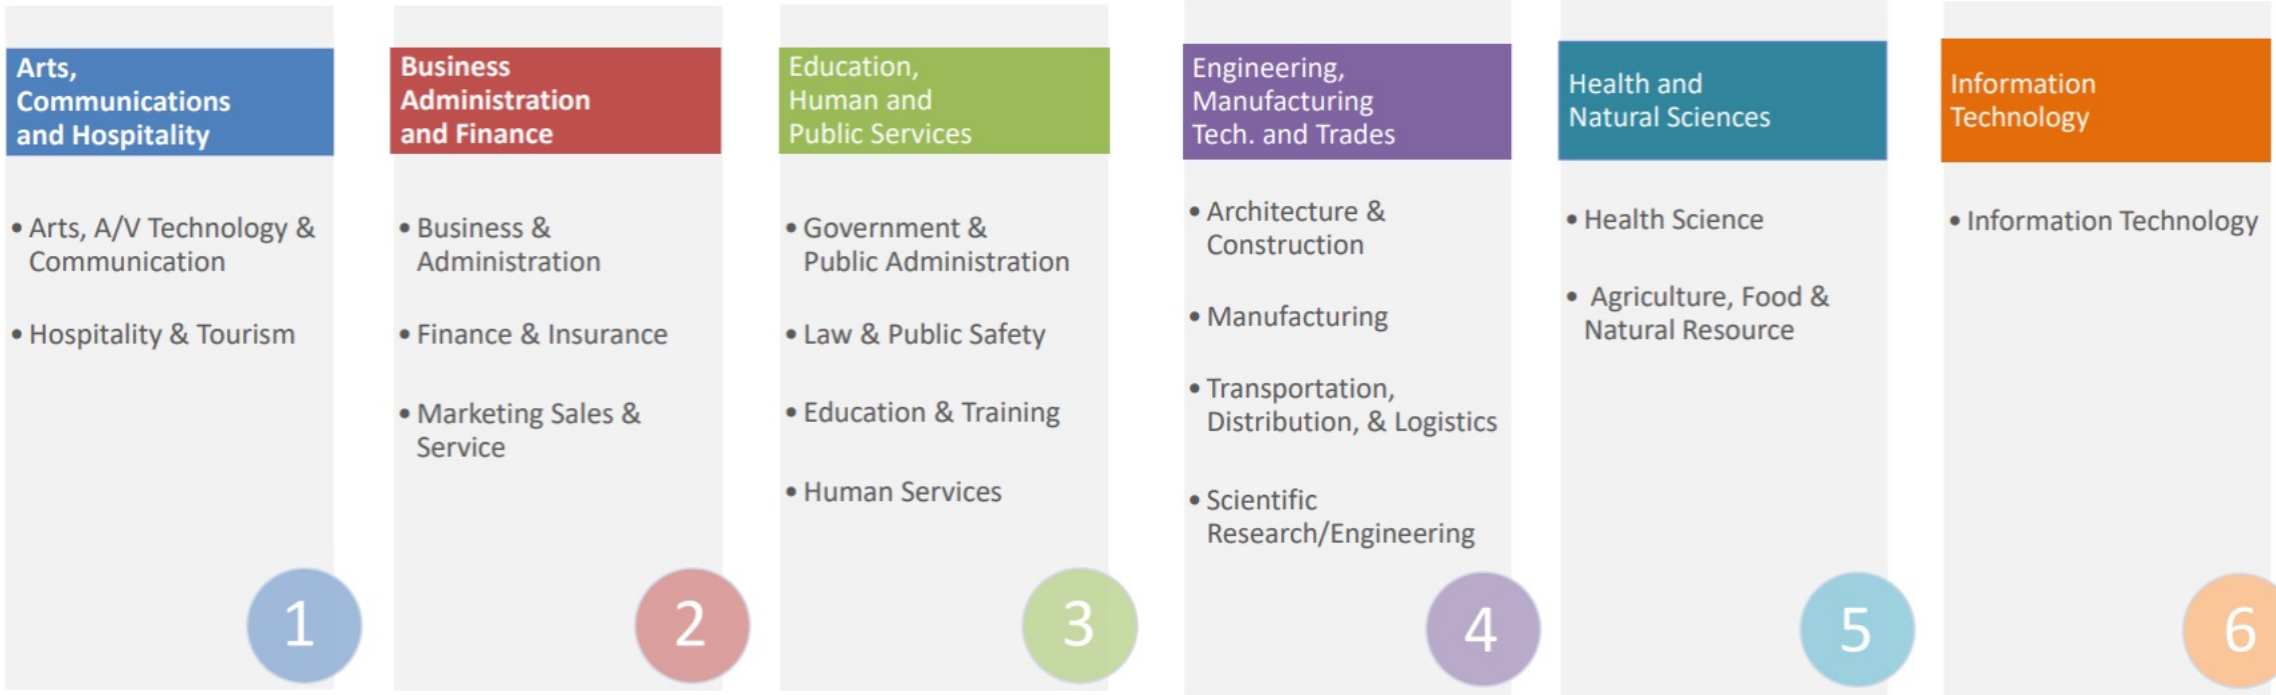 Arts,
Communications
and Hospitality
• Arts, A/V Technology &
Communication
• Hospitality & Tourism
1
Business
Administration
and Finance
• Business &
Administration
• Finance & Insurance
• Marketing Sales &
Service
2
Education,
Human and
Public Services
• Government &
Public Administration
• Law & Public Safety
• Education & Training
• Human Services
3
Engineering,
Manufacturing
Tech. and Trades
• Architecture &
Construction
• Manufacturing
• Transportation,
Distribution, & Logistics
• Scientific
Research/Engineering
4
Health and
Natural Sciences
• Health Science
• Agriculture, Food &
Natural Resource
5
Information
Technology
• Information Technology
6